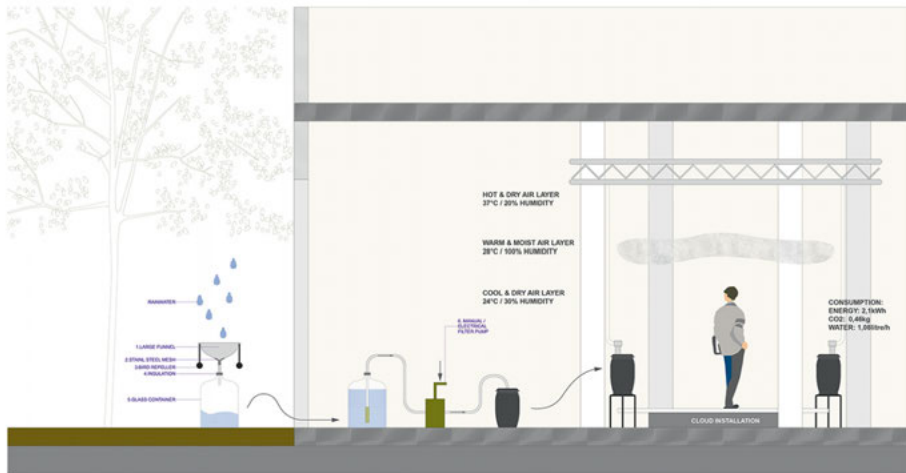 HOT & DRY AIR LAYER
37°C / 20% HUMIDITY
WARM & MOIST AIR LAYER
28°C / 100% HUMIDITY
COOL & DRY AIR LAYER
24°C / 30% HUMIDITY
RAINWATER
1.LARGE FUNNEL
2.STAINL STEEL MESH
3.BIRD REPELLER
4.INSULATION
5.GLASS CONTAINER
6. MANUAL /
ELECTRICAL
FILTER PUMP
CONSUMPTION:
ENERGY: 2,1kWh
CO2: 0,46kg
WATER: 1,08litre/h
CLOUD INSTALLATION